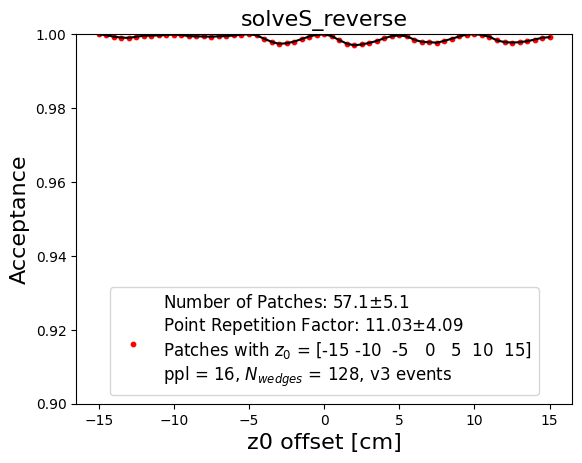 solveS_reverse
Acceptance
1.00
0.98
0.96
0.94
0.92
0.90
Number of Patches: 57.1±5.1
Point Repetition Factor: 11.03±4.09
Patches with z₀ = [-15 -10 -5 0 5 10 15]
ppl = 16, N_wedges = 128, v3 events
−15 −10 −5 0 5 10 15
z0 offset [cm]